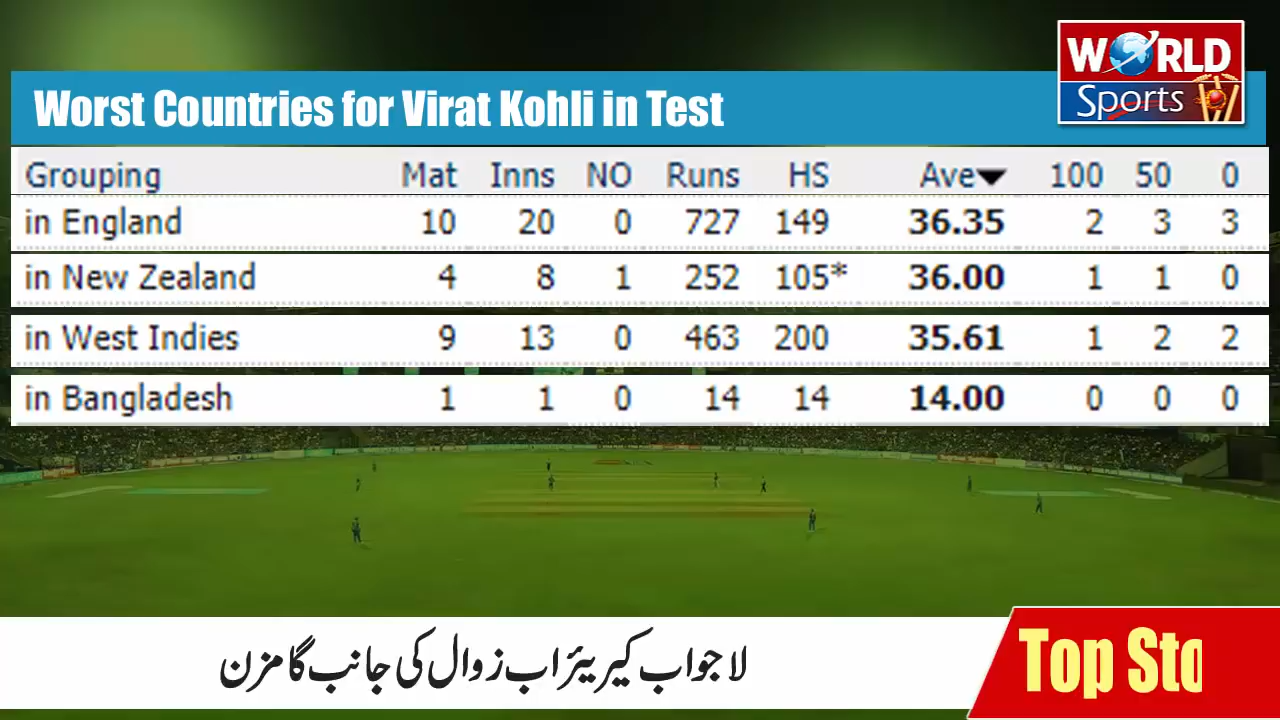 WORLD
Sports
Worst Countries for Virat Kohli in Test
Grouping Mat Inns NO Runs HS Ave 100 50 0
in England 10 20 0 727 149 36.35 2 3 3
in New Zealand 4 8 1 252 105* 36.00 1 1 0
in West Indies 9 13 0 463 200 35.61 1 2 2
in Bangladesh 1 1 0 14 14 14.00 0 0 0
لاجواب کیریئر اب زوال کی جانب گامزن
Top Sto